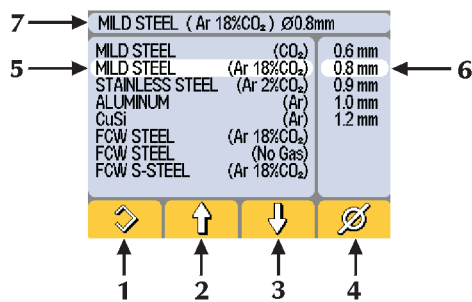 7 MILD STEEL ( Ar 18%CO₂ ) Ø0.8mm
MILD STEEL (CO₂) 0.6 mm
5 MILD STEEL (Ar 18%CO₂) 0.8 mm 6
STAINLESS STEEL (Ar 2%CO₂) 0.9 mm
ALUMINUM (Ar) 1.0 mm
CuSi (Ar) 1.2 mm
FCW STEEL (Ar 18%CO₂)
FCW STEEL (No Gas)
FCW S-STEEL (Ar 18%CO₂)
Ø
1 2 3 4